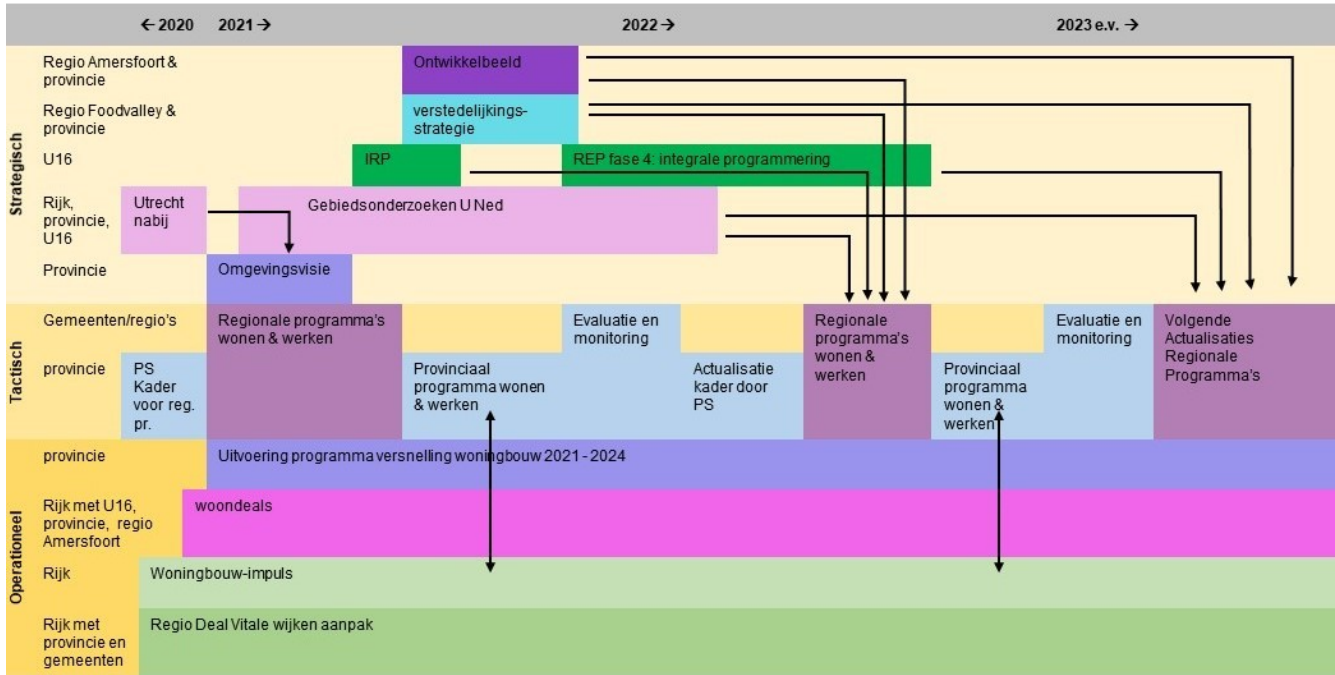 ← 2020 2021 → 2022 → 2023 e.v. →
Strategisch
Regio Amersfoort &
provincie
Ontwikkelbeeld
Regio Foodvalley &
provincie
verstedelijkings-
strategie
U16
IRP
REP fase 4: integrale programmering
Rijk,
provincie,
U16
Utrecht
nabij
Gebiedsonderzoeken U Ned
Provincie
Omgevingsvisie
Tactisch
Gemeenten/regio's
Regionale programma's
wonen & werken
Evaluatie en
monitoring
Regionale
programma's
wonen &
werken
Evaluatie en
monitoring
Volgende
Actualisaties
Regionale
Programma's
provincie
PS
Kader
voor reg.
pr.
Provinciaal
programma wonen
& werken
Actualisatie
kader door
PS
Provinciaal
programma
wonen &
werken
Operationeel
provincie
Uitvoering programma versnelling woningbouw 2021 - 2024
Rijk met U16,
provincie, regio
Amersfoort
woondeals
Rijk
Woningbouw-impuls
Rijk met
provincie en
gemeenten
Regio Deal Vitale wijken aanpak